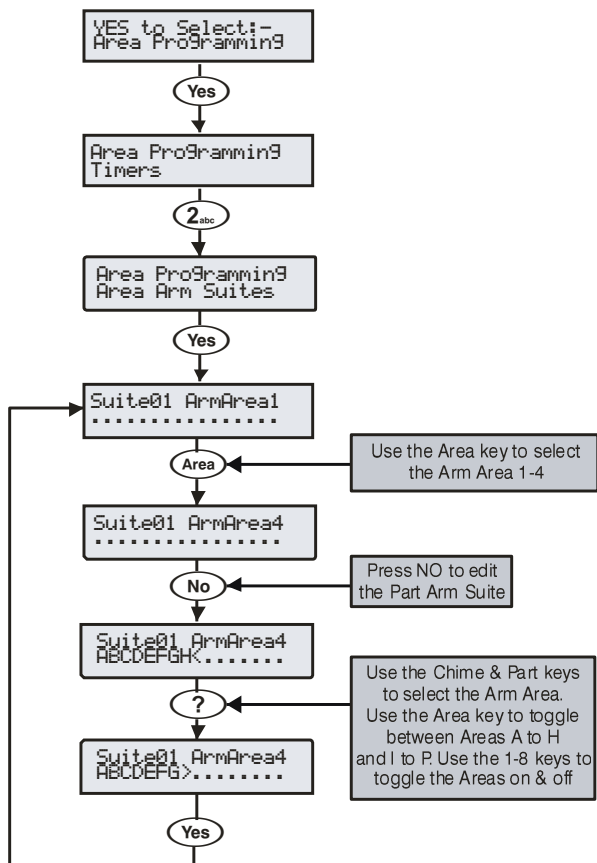 YES to Select:-
Area Programming
Yes
Area Programming
Timers
2abc
Area Programming
Area Arm Suites
Yes
Suite01 ArmArea1
................
Area
Use the Area key to select
the Arm Area 1-4
Suite01 ArmArea4
................
No
Press NO to edit
the Part Arm Suite
Suite01 ArmArea4
ABCDEFGH<.......
?
Use the Chime & Part keys
to select the Arm Area.
Use the Area key to toggle
between Areas A to H
and I to P. Use the 1-8 keys to
toggle the Areas on & off
Suite01 ArmArea4
ABCDEFG>........
Yes